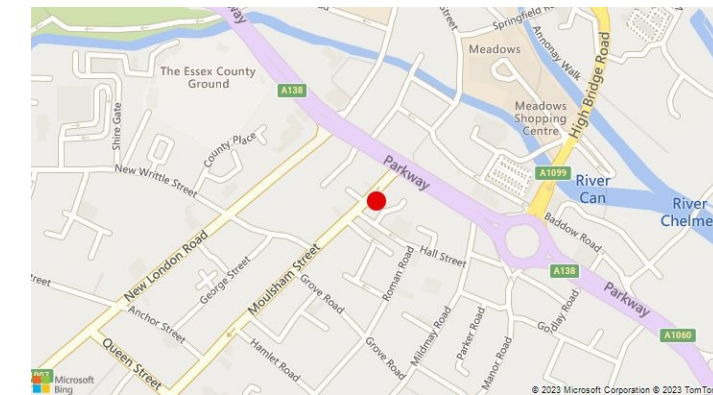 Springfield
Street
Annonay Walk
Meadows
High Bridge Road
The Essex County
Ground
A138
Shire Gate
Meadows
Shopping
Centre
County Place
Parkway
A1099
New Writtle Street
River
Can
River
Chelme
Baddow Road
Moulsham Street
New London Road
Hall Street
A138
Roman Road
George Street
Parkway
Grove Road
Godlay Road
Anchor Street
Mildmay Road
Parker Road
A1060
Queen Street
Hamlet Road
Grove Road
Manor Road
Microsoft
Bing
© 2023 Microsoft Corporation © 2023 TomTo